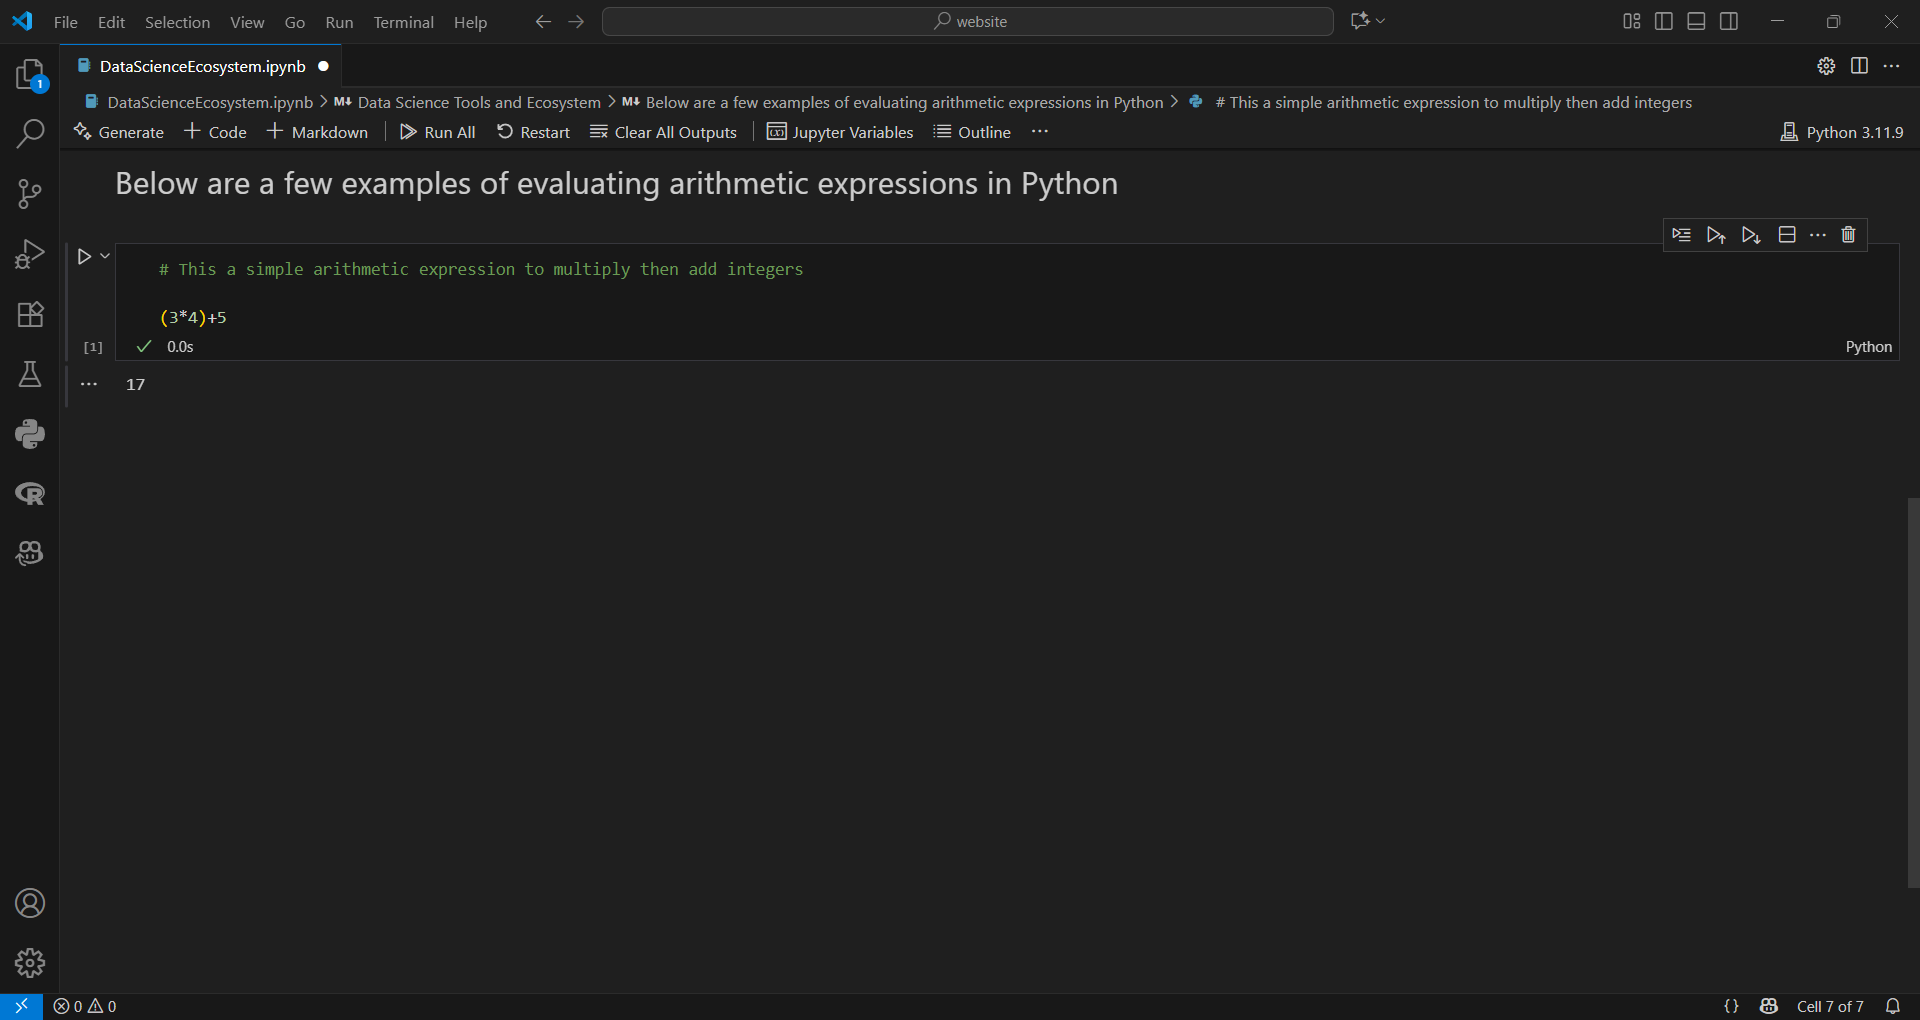 File Edit Selection View Go Run Terminal Help website
DataScienceEcosystem.ipynb
1
DataScienceEcosystem.ipynb > M↓ Data Science Tools and Ecosystem > M↓ Below are a few examples of evaluating arithmetic expressions in Python > # This a simple arithmetic expression to multiply then add integers
Generate + Code + Markdown Run All Restart Clear All Outputs Jupyter Variables Outline ... Python 3.11.9
Below are a few examples of evaluating arithmetic expressions in Python
# This a simple arithmetic expression to multiply then add integers
(3*4)+5
[1] 0.0s Python
... 17
0 0 {} Cell 7 of 7